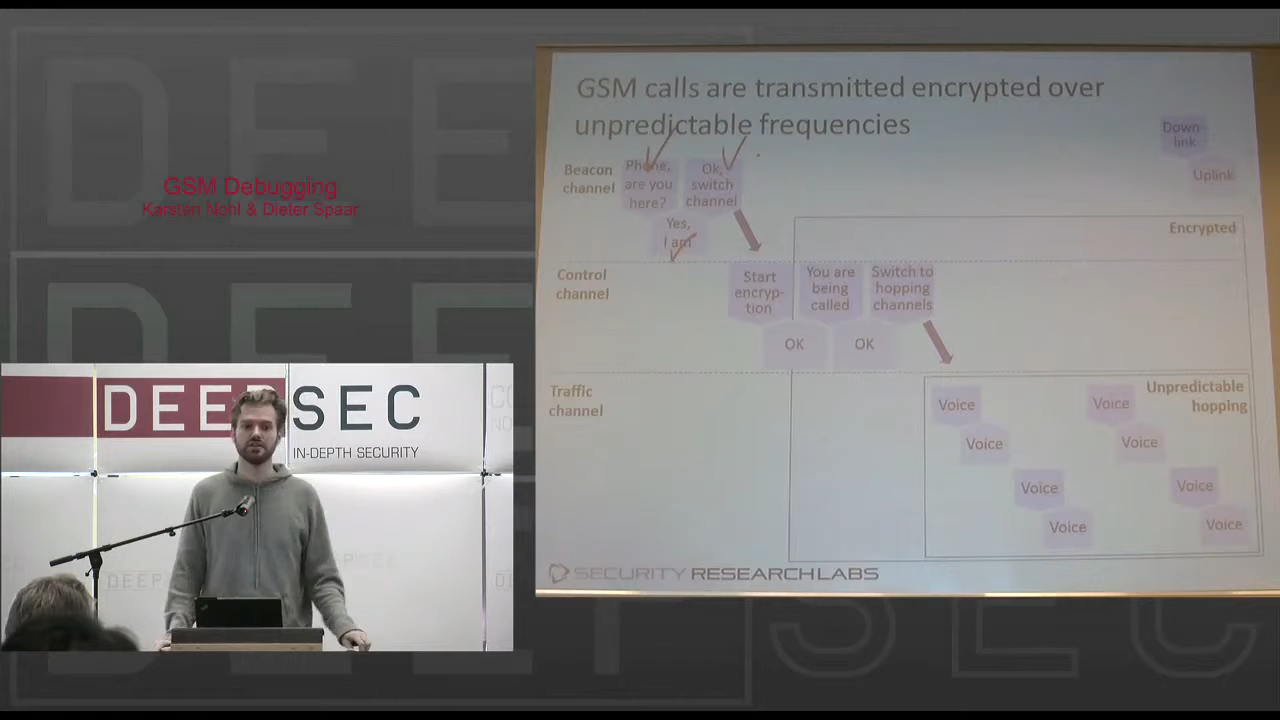 DEEP
SEC
GSM Debugging
Karsten Nohl & Dieter Spaar
DEEPSEC
IN-DEPTH SECURITY
GSM calls are transmitted encrypted over
unpredictable frequencies
Down-
link
Uplink
Beacon
channel
Phone,
are you
here?
Ok,
switch
channel
Yes,
I am
Encrypted
Control
channel
Start
encryp-
tion
You are
being
called
Switch to
hopping
channels
OK
OK
Traffic
channel
Unpredictable
hopping
Voice
Voice
Voice
Voice
Voice
Voice
Voice
Voice
SECURITY RESEARCH LABS